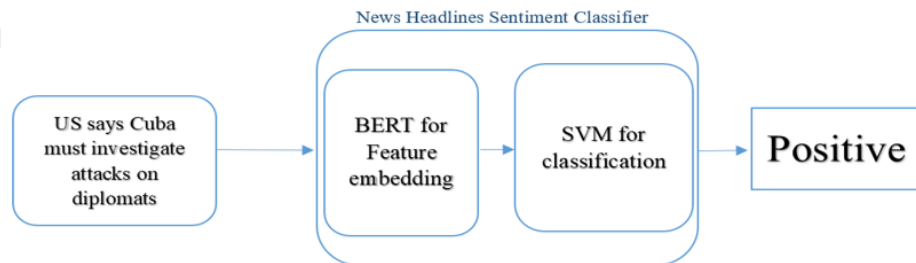 News Headlines Sentiment Classifier
US says Cuba
must investigate
attacks on
diplomats
BERT for
Feature
embedding
SVM for
classification
Positive